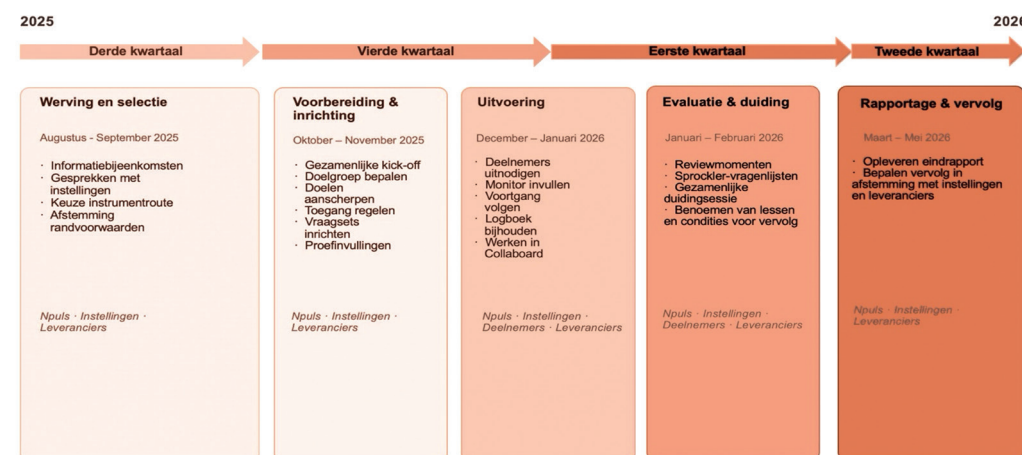 2025
2026
Derde kwartaal
Vierde kwartaal
Eerste kwartaal
Tweede kwartaal
Werving en selectie
Augustus - September 2025
· Informatiebijeenkomsten
· Gesprekken met
instellingen
· Keuze instrumentroute
· Afstemming
randvoorwaarden
Npuls · Instellingen ·
Leveranciers
Voorbereiding &
inrichting
Oktober – November 2025
· Gezamenlijke kick-off
· Doelgroep bepalen
· Doelen
aanscherpen
· Toegang regelen
· Vraagsets
inrichten
· Proefinvullingen
Npuls · Instellingen ·
Leveranciers
Uitvoering
December – Januari 2026
· Deelnemers
uitnodigen
· Monitor invullen
· Voortgang
volgen
· Logboek
bijhouden
· Werken in
Collaboard
Npuls · Instellingen ·
Deelnemers · Leveranciers
Evaluatie & duiding
Januari – Februari 2026
· Reviewmomenten
· Sprockler-vragenlijsten
· Gezamenlijke
duidingsessie
· Benoemen van lessen
en condities voor vervolg
Npuls · Instellingen ·
Deelnemers · Leveranciers
Rapportage & vervolg
Maart – Mei 2026
· Opleveren eindrapport
· Bepalen vervolg in
afstemming met instellingen
en leveranciers
Npuls · Instellingen ·
Leveranciers